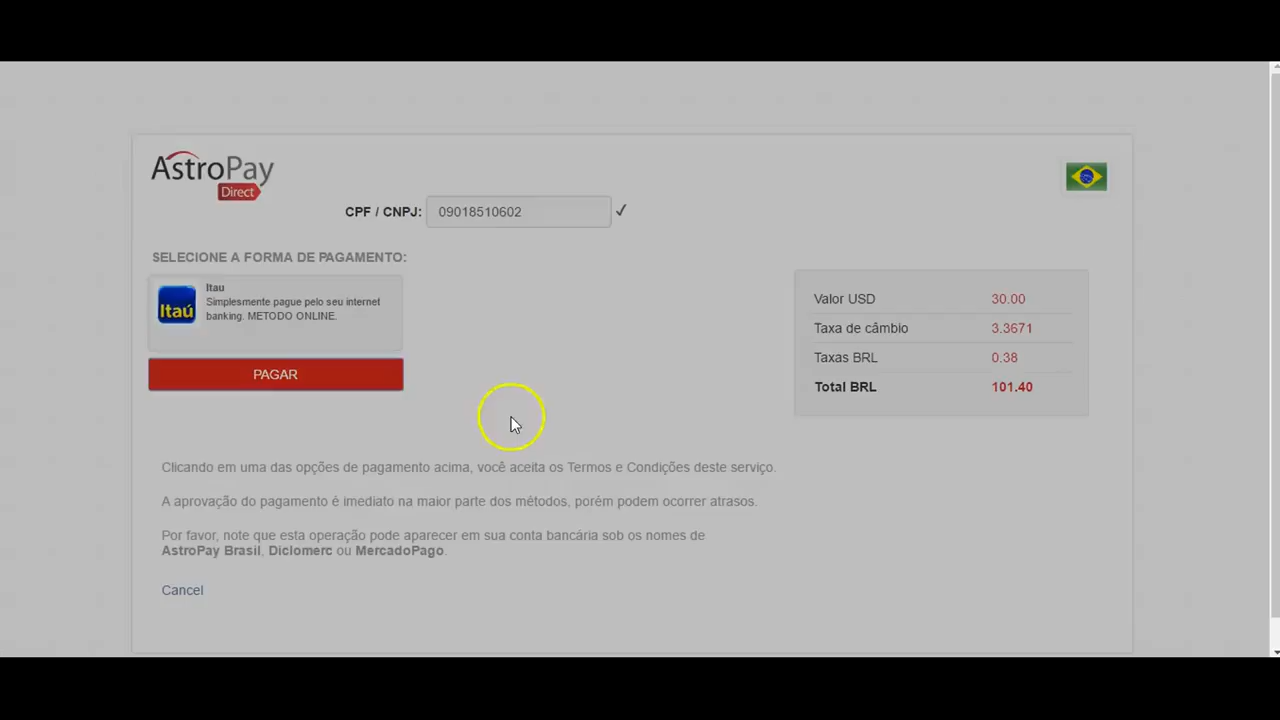 AstroPay
Direct
CPF / CNPJ: 09018510602
SELECIONE A FORMA DE PAGAMENTO:
Itaú
Itau
Simplesmente pague pelo seu internet
banking. METODO ONLINE.
PAGAR
Valor USD 30.00
Taxa de câmbio 3.3671
Taxas BRL 0.38
Total BRL 101.40
Clicando em uma das opções de pagamento acima, você aceita os Termos e Condições deste serviço.
A aprovação do pagamento é imediato na maior parte dos métodos, porém podem ocorrer atrasos.
Por favor, note que esta operação pode aparecer em sua conta bancária sob os nomes de
AstroPay Brasil, Diclomerc ou MercadoPago.
Cancel